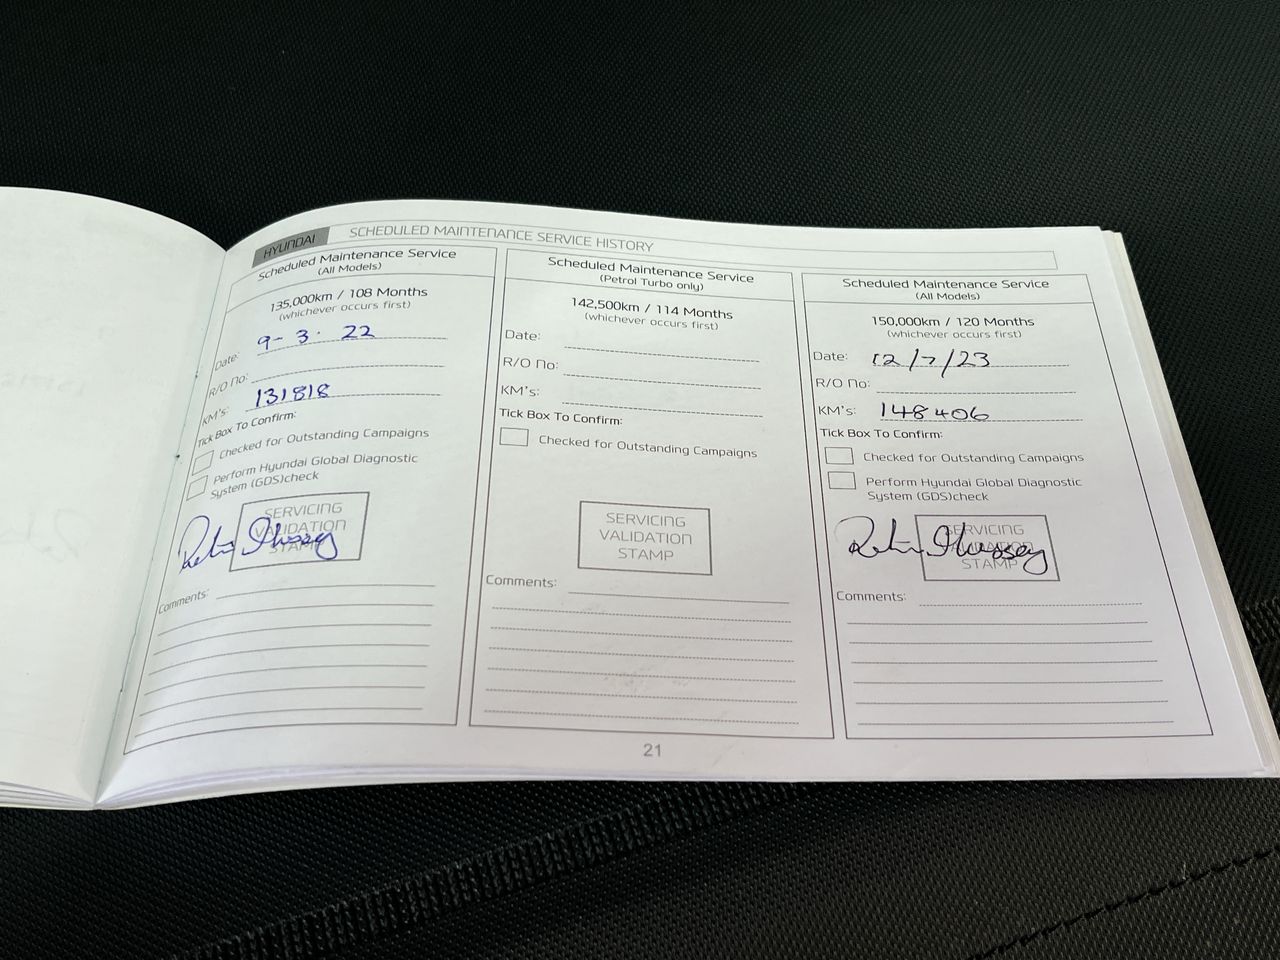 HYUNDAI SCHEDULED MAINTENANCE SERVICE HISTORY
Scheduled Maintenance Service
(All Models)
135,000km / 108 Months
(whichever occurs first)
Date: 9-3.22
R/O No:
KM's: 131818
Tick Box To Confirm:
Checked for Outstanding Campaigns
Perform Hyundai Global Diagnostic
System (GDS)check
SERVICING
VALIDATION
STAMP
Comments:
Scheduled Maintenance Service
(Petrol Turbo only)
142,500km / 114 Months
(whichever occurs first)
Date:
R/O No:
KM's:
Tick Box To Confirm:
Checked for Outstanding Campaigns
SERVICING
VALIDATION
STAMP
Comments:
Scheduled Maintenance Service
(All Models)
150,000km / 120 Months
(whichever occurs first)
Date: 12/7/23
R/O No:
KM's: 148406
Tick Box To Confirm:
Checked for Outstanding Campaigns
Perform Hyundai Global Diagnostic
System (GDS)check
SERVICING
VALIDATION
STAMP
Comments:
21